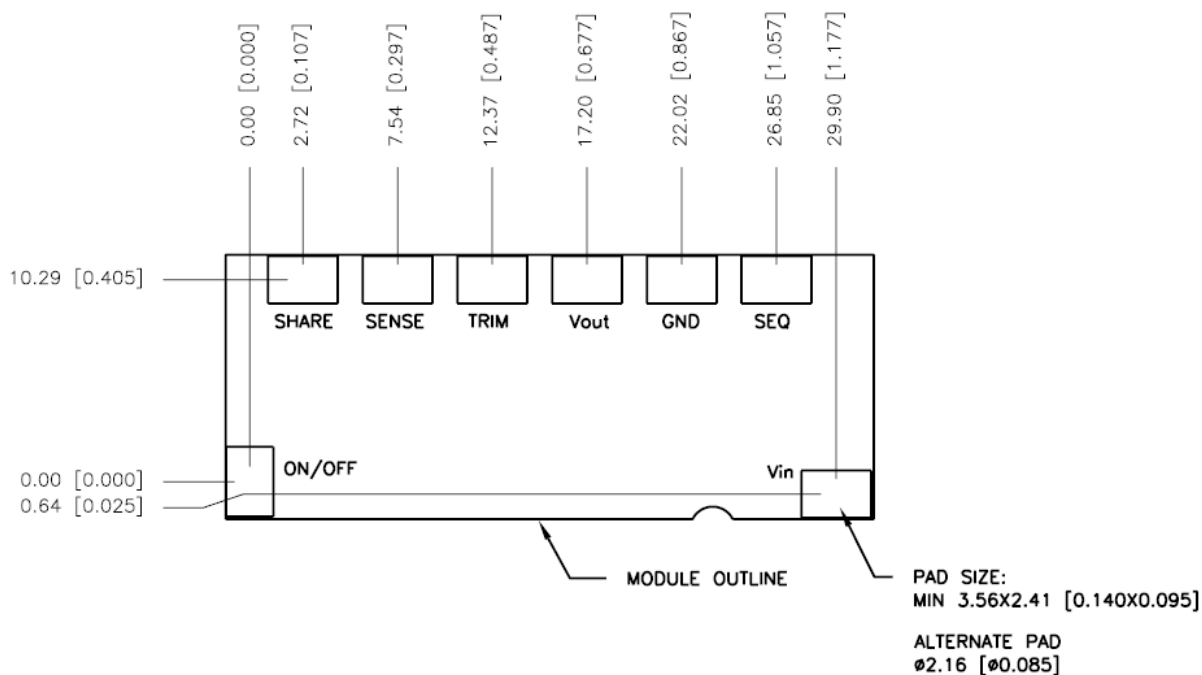 0.00 [0.000]
2.72 [0.107]
7.54 [0.297]
12.37 [0.487]
17.20 [0.677]
22.02 [0.867]
26.85 [1.057]
29.90 [1.177]
10.29 [0.405]
SHARE
SENSE
TRIM
Vout
GND
SEQ
ON/OFF
Vin
0.00 [0.000]
0.64 [0.025]
MODULE OUTLINE
PAD SIZE:
MIN 3.56X2.41 [0.140X0.095]
ALTERNATE PAD
ø2.16 [ø0.085]